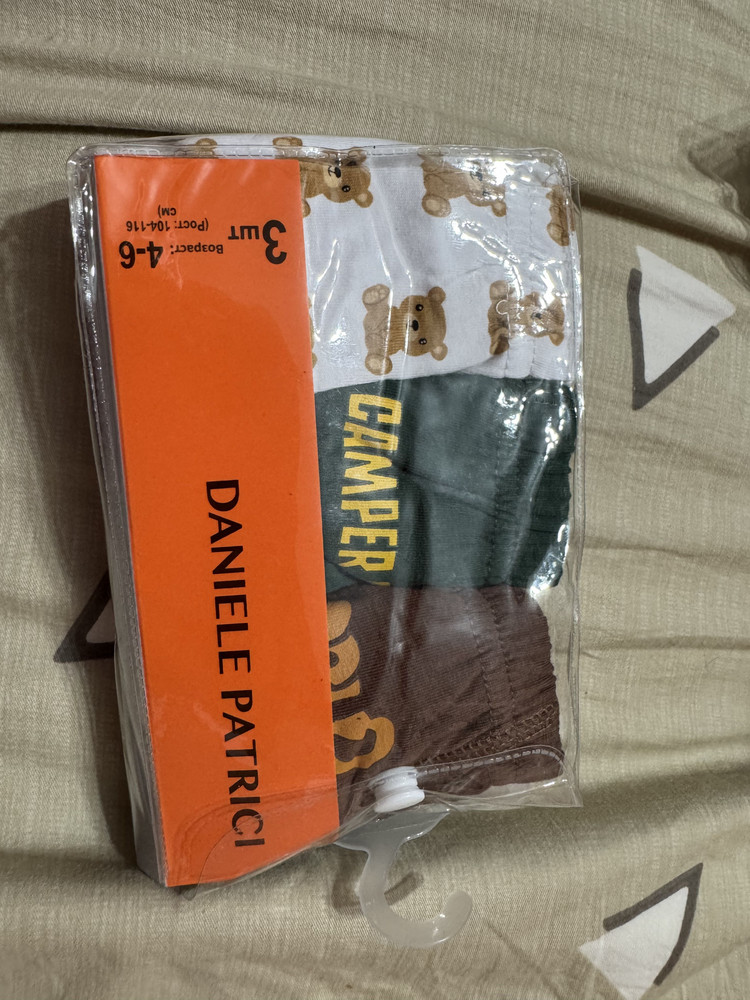 DANIELE PATRICI
3 шт
Возраст: 4-6
(Рост: 104-116
см)
CAMPER